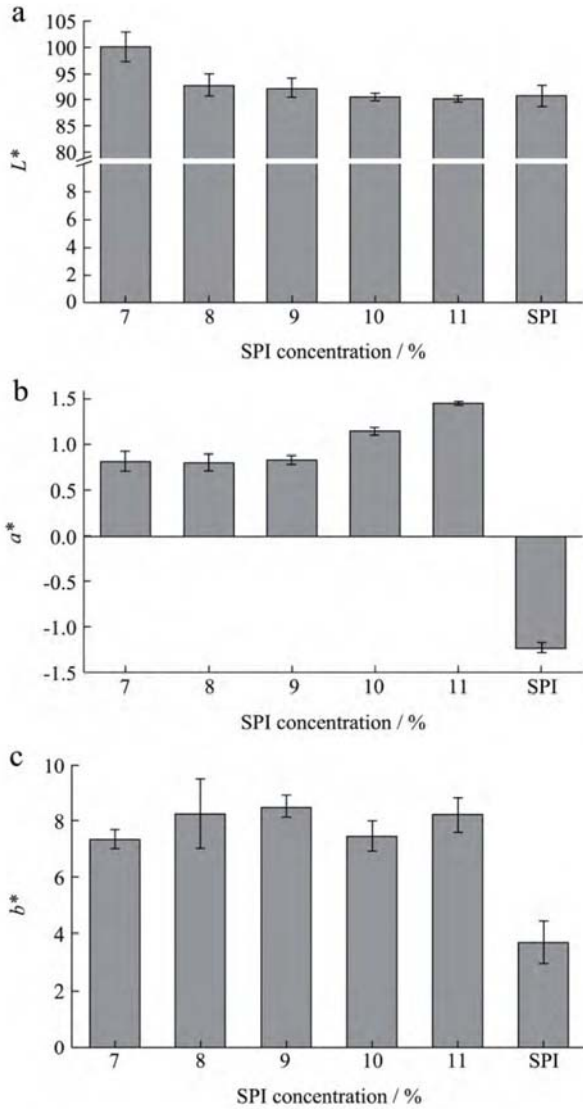 a
105
100
95
90
85
80
8
6
4
2
0
L*
7 8 9 10 11 SPI
SPI concentration / %
b
1.5
1.0
0.5
0.0
-0.5
-1.0
-1.5
a*
7 8 9 10 11 SPI
SPI concentration / %
c
10
8
6
4
2
0
b*
7 8 9 10 11 SPI
SPI concentration / %